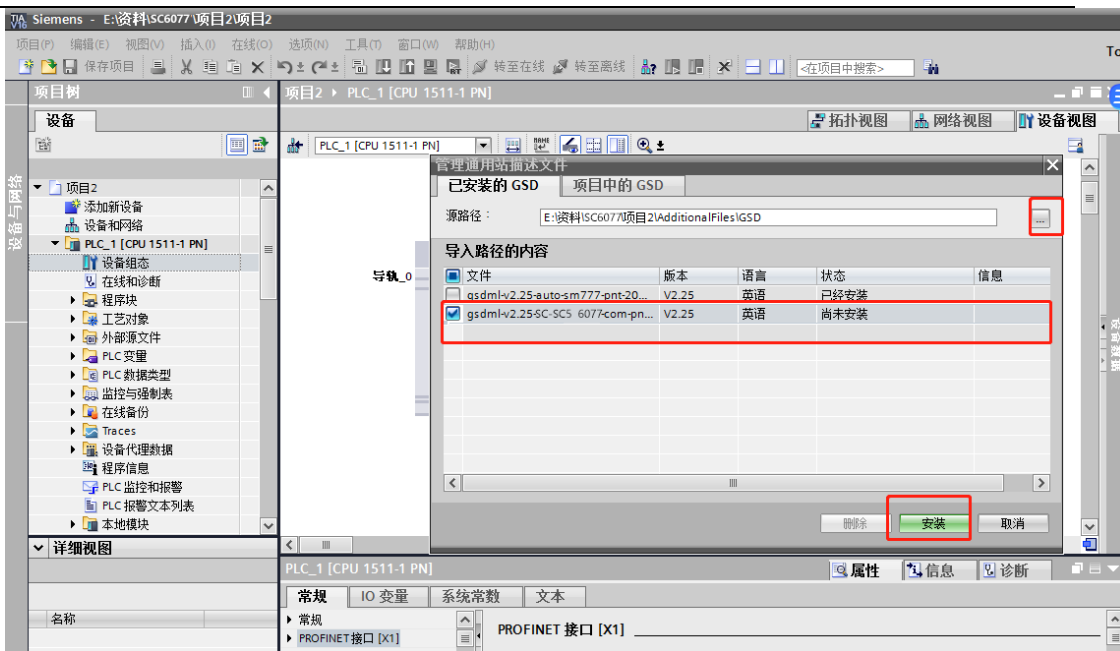 Siemens - E:\资料\SC6077\项目2\项目2
项目(P) 编辑(E) 视图(V) 插入(I) 在线(O) 选项(N) 工具(T) 窗口(W) 帮助(H)
To
保存项目 转至在线 转至离线 <在项目中搜索>
项目树
项目2 PLC_1 [CPU 1511-1 PN]
设备
拓扑视图 网络视图 设备视图
PLC_1 [CPU 1511-1 PN]
设备与网络
项目2
添加新设备
设备和网络
PLC_1 [CPU 1511-1 PN]
设备组态
在线和诊断
程序块
工艺对象
外部源文件
PLC 变量
PLC 数据类型
监控与强制表
在线备份
Traces
设备代理数据
程序信息
PLC 监控和报警
PLC 报警文本列表
本地模块
详细视图
名称
导轨_0
管理通用站描述文件
已安装的 GSD 项目中的 GSD
源路径: E:\资料\SC6077\项目2\AdditionalFiles\GSD ...
导入路径的内容
文件 版本 语言 状态 信息
gsdml-v2.25-auto-sm777-pnt-20... V2.25 英语 已经安装
gsdml-v2.25-SC-SC5 6077-com-pn... V2.25 英语 尚未安装
删除 安装 取消
设备数据
PLC_1 [CPU 1511-1 PN]
属性 信息 诊断
常规 IO 变量 系统常数 文本
常规
PROFINET 接口 [X1]
PROFINET 接口 [X1]